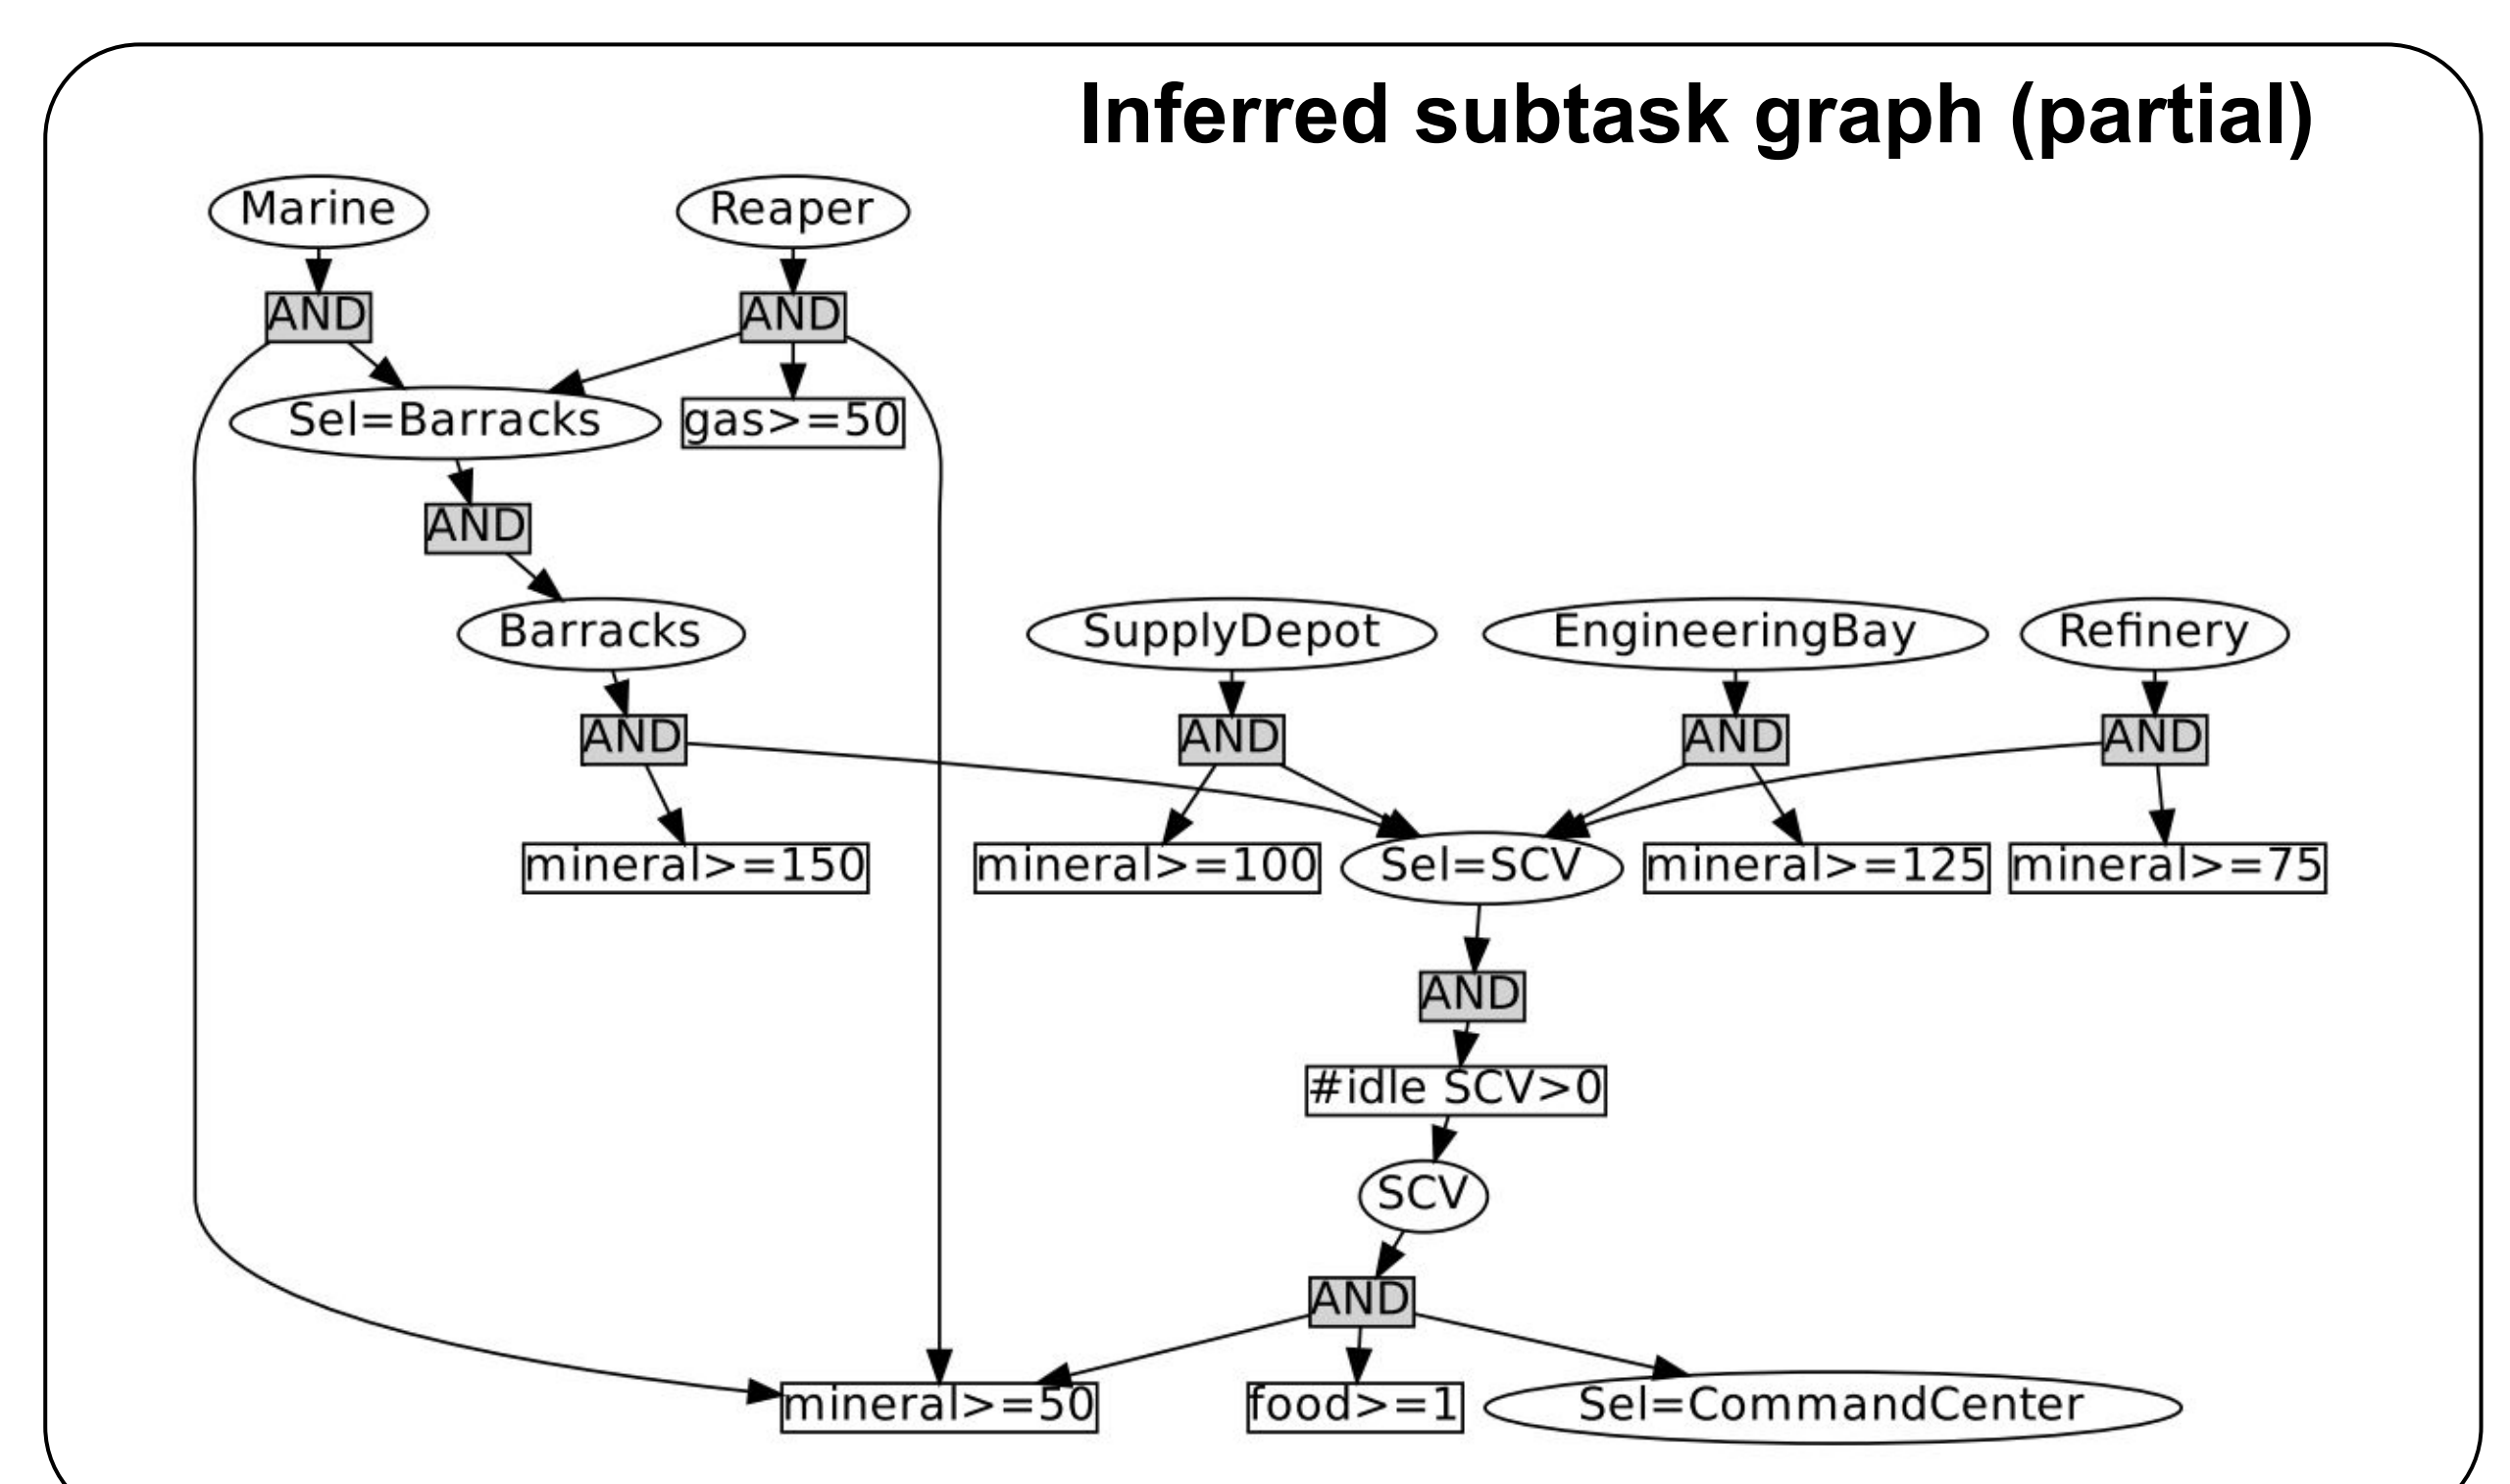 Inferred subtask graph (partial)
Marine
Reaper
AND
AND
Sel=Barracks
gas>=50
AND
Barracks
SupplyDepot
EngineeringBay
Refinery
AND
AND
AND
AND
mineral>=150
mineral>=100
Sel=SCV
mineral>=125
mineral>=75
AND
#idle SCV>0
SCV
AND
mineral>=50
food>=1
Sel=CommandCenter